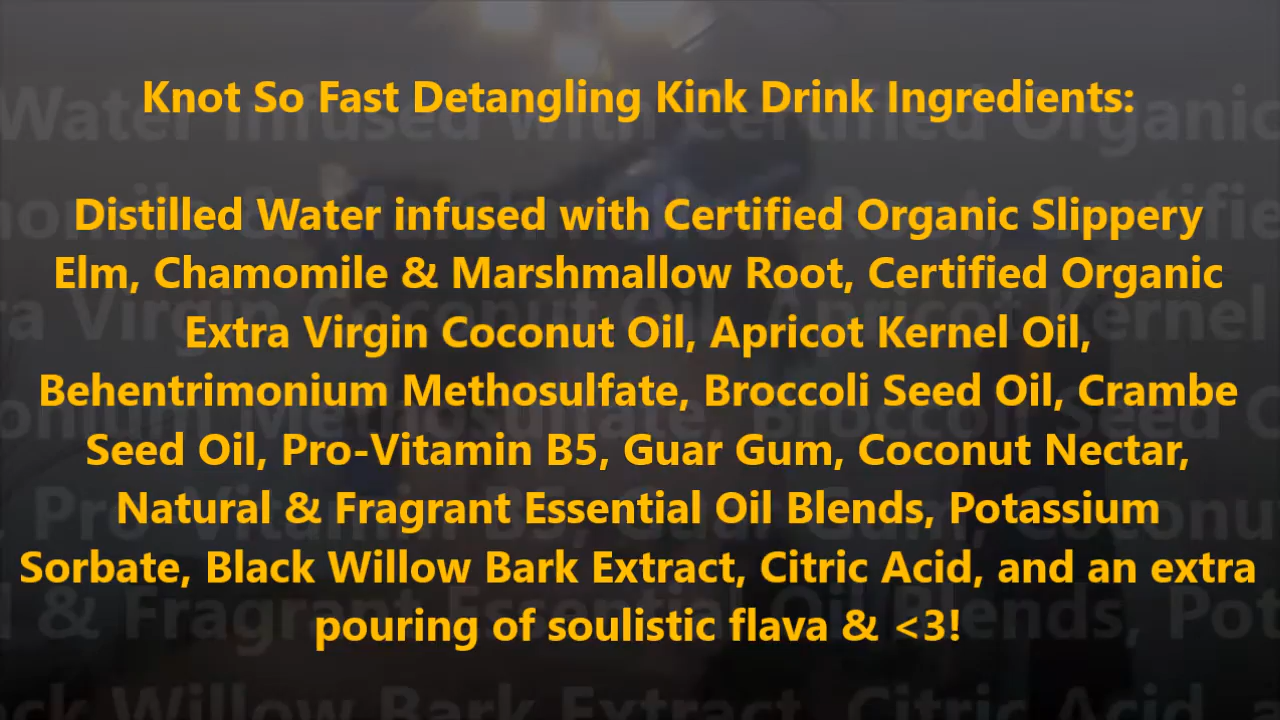 Knot So Fast Detangling Kink Drink Ingredients:
Distilled Water infused with Certified Organic Slippery
Elm, Chamomile & Marshmallow Root, Certified Organic
Extra Virgin Coconut Oil, Apricot Kernel Oil,
Behentrimonium Methosulfate, Broccoli Seed Oil, Crambe
Seed Oil, Pro-Vitamin B5, Guar Gum, Coconut Nectar,
Natural & Fragrant Essential Oil Blends, Potassium
Sorbate, Black Willow Bark Extract, Citric Acid, and an extra
pouring of soulistic flava & <3!